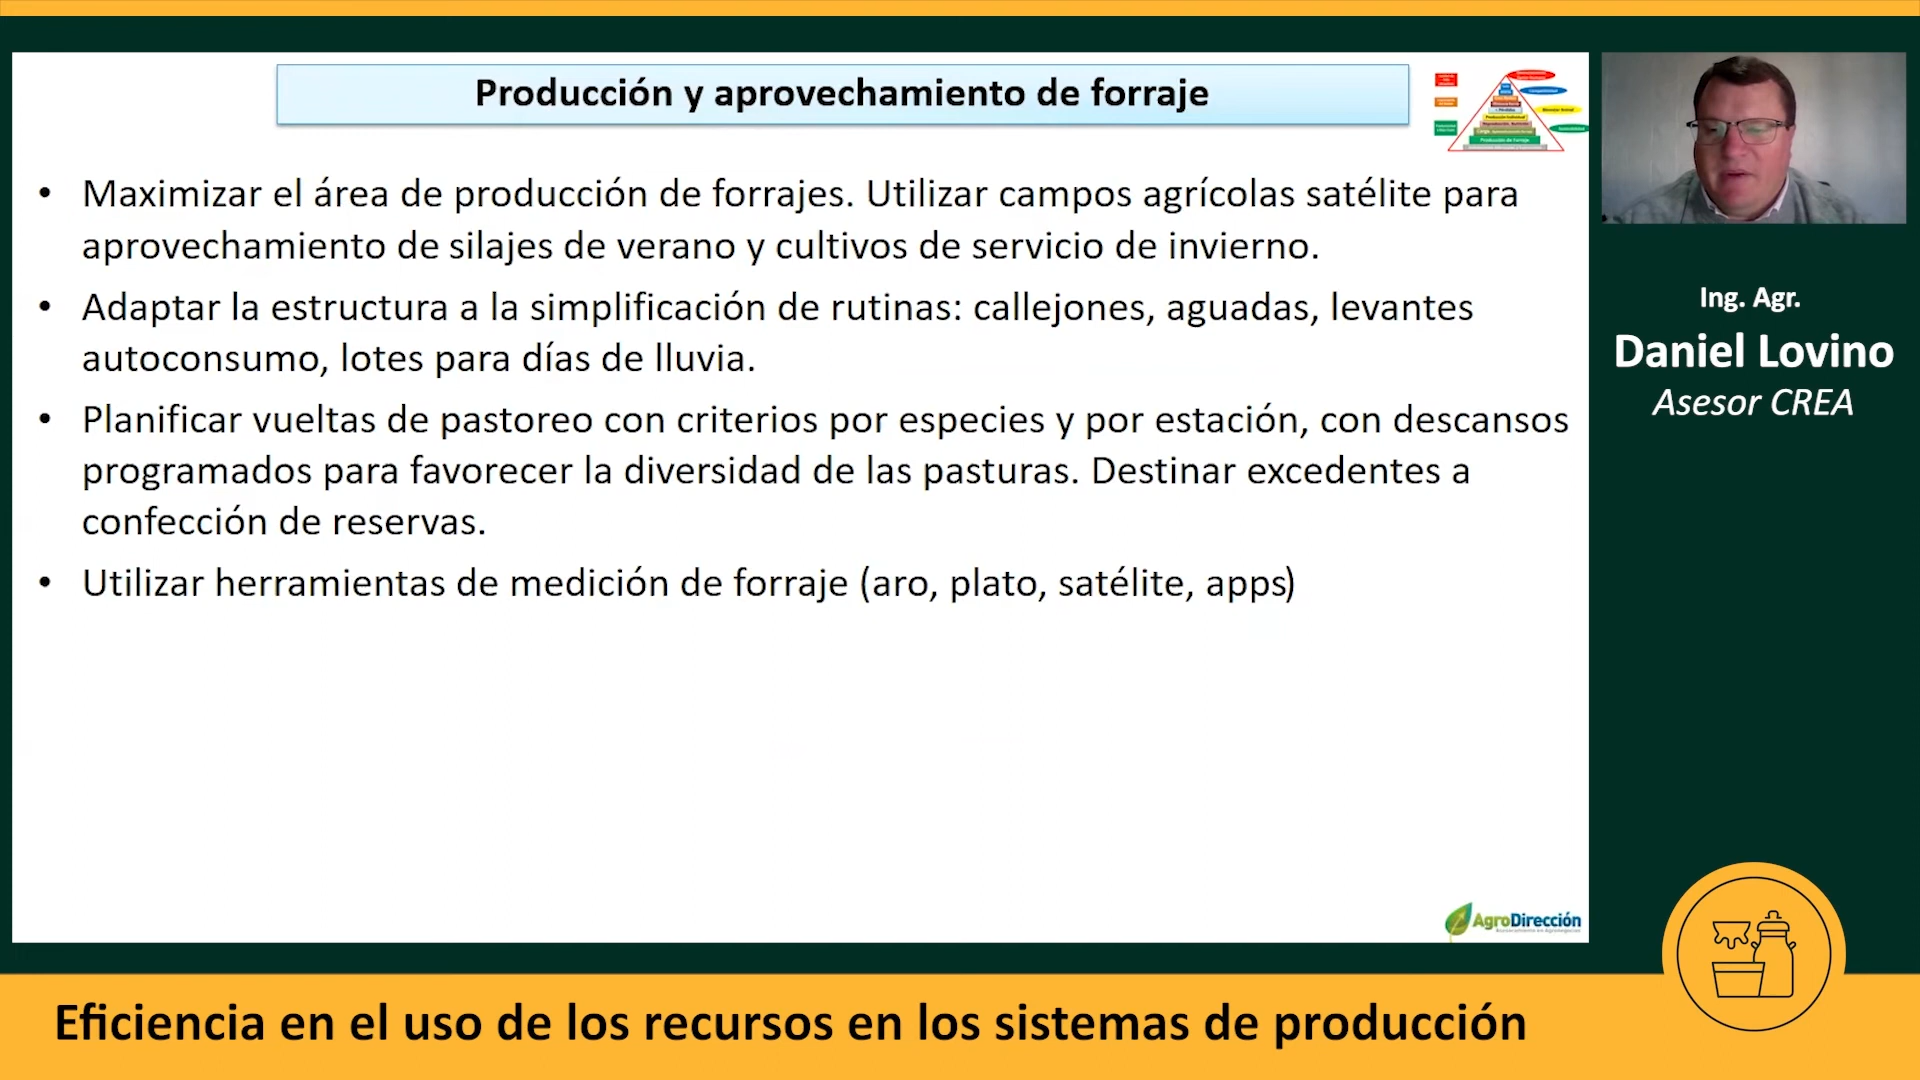 Producción y aprovechamiento de forraje
• Maximizar el área de producción de forrajes. Utilizar campos agrícolas satélite para
aprovechamiento de silajes de verano y cultivos de servicio de invierno.
• Adaptar la estructura a la simplificación de rutinas: callejones, aguadas, levantes
autoconsumo, lotes para días de lluvia.
• Planificar vueltas de pastoreo con criterios por especies y por estación, con descansos
programados para favorecer la diversidad de las pasturas. Destinar excedentes a
confección de reservas.
• Utilizar herramientas de medición de forraje (aro, plato, satélite, apps)
Producción de Forraje
AgroDirección
Ing. Agr.
Daniel Lovino
Asesor CREA
Eficiencia en el uso de los recursos en los sistemas de producción